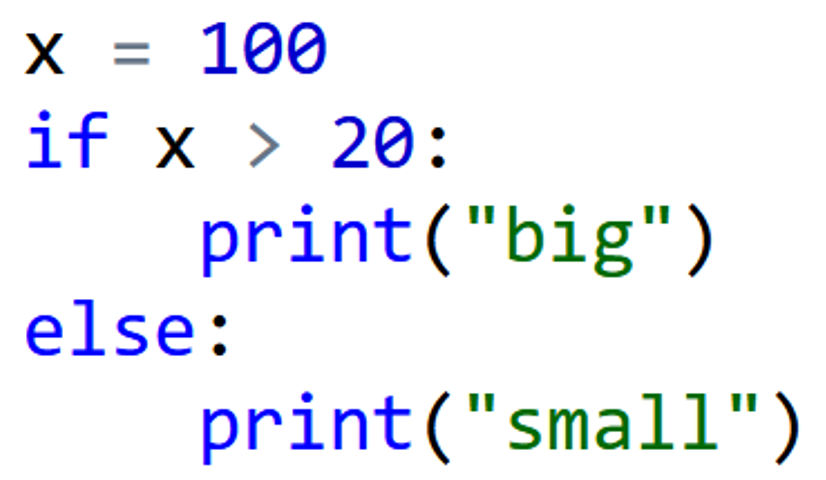 x = 100
if x > 20:
    print("big")
else:
    print("small")